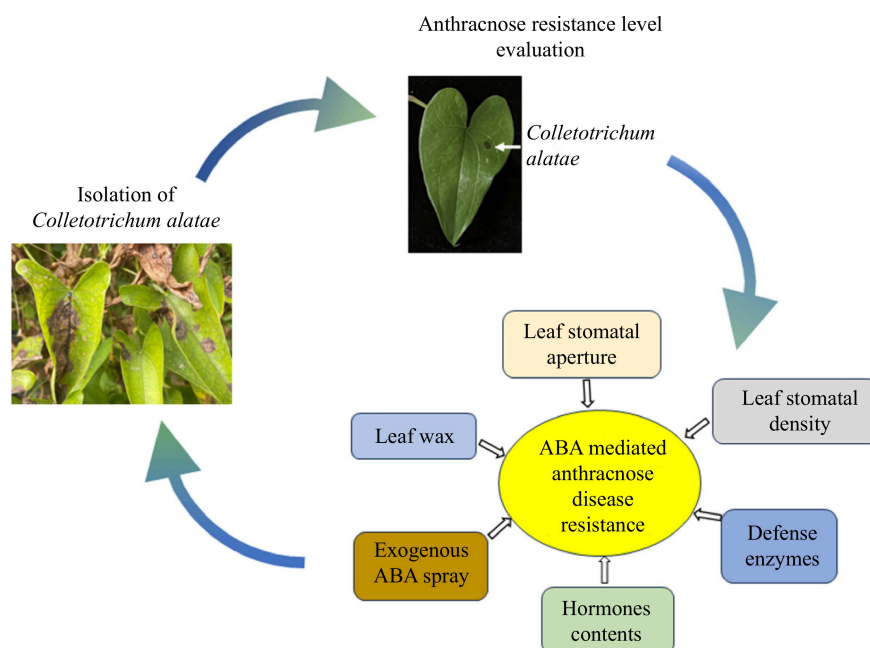 Anthracnose resistance level
evaluation
Colletotrichum
alatae
Isolation of
Colletotrichum alatae
Leaf stomatal
aperture
Leaf stomatal
density
Leaf wax
ABA mediated
anthracnose
disease
resistance
Defense
enzymes
Exogenous
ABA spray
Hormones
contents